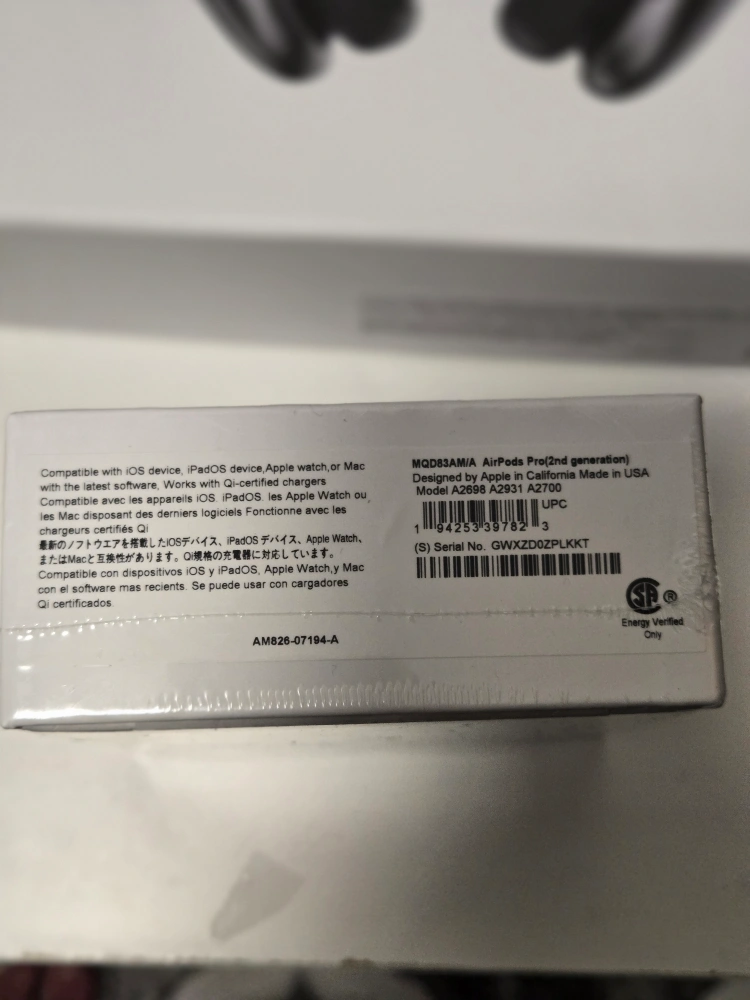 Compatible with iOS device, iPadOS device,Apple watch,or Mac
with the latest software, Works with Qi-certified chargers
Compatible avec les appareils iOS. iPadOS. les Apple Watch ou
les Mac disposant des derniers logiciels Fonctionne avec les
chargeurs certifiés Qi
最新のノフトウエアを搭載したiOSデバイス、iPadOS デバイス、Apple Watch、
またはMacと互換性があります。Qi規格の充電器に対応しています。
Compatible con dispositivos iOS y iPadOS, Apple Watch,y Mac
con el software mas recients. Se puede usar con cargadores
Qi certificados.
AM826-07194-A
MQD83AM/A AirPods Pro(2nd generation)
Designed by Apple in California Made in USA
Model A2698 A2931 A2700
UPC
1 94253 39782 3
(S) Serial No. GWXZD0ZPLKKT
SA ®
Energy Verified
Only